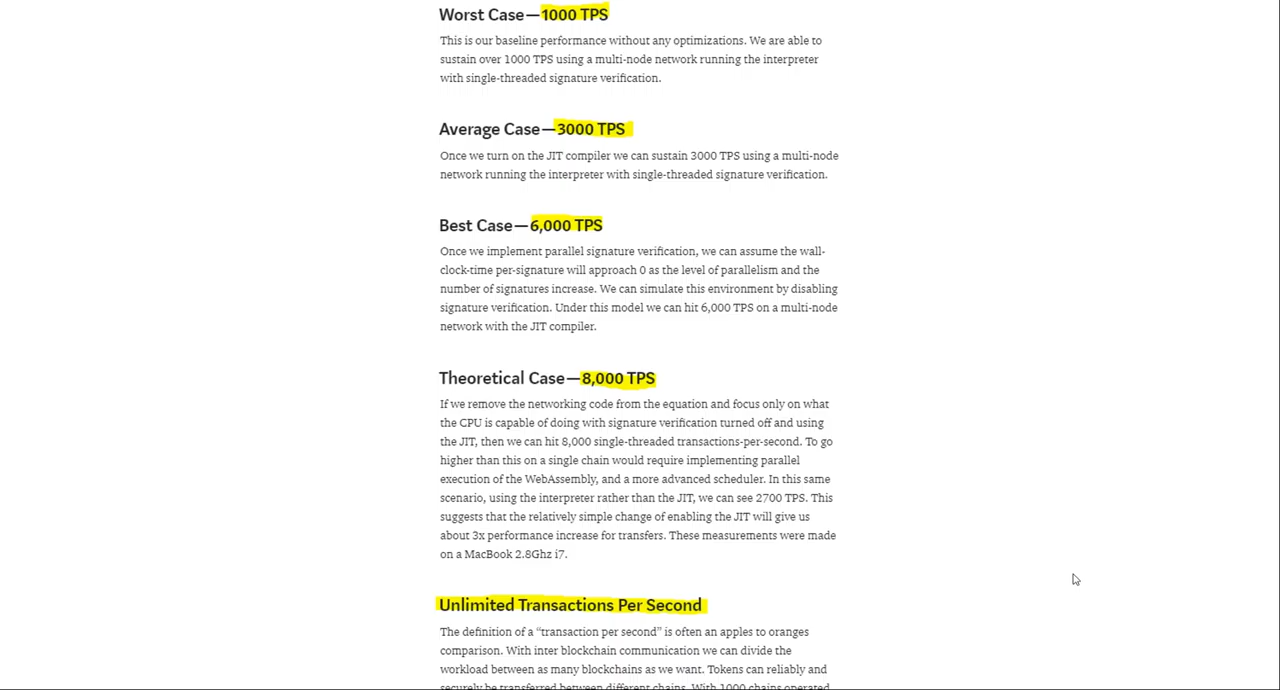 Worst Case—1000 TPS
This is our baseline performance without any optimizations. We are able to
sustain over 1000 TPS using a multi-node network running the interpreter
with single-threaded signature verification.
Average Case—3000 TPS
Once we turn on the JIT compiler we can sustain 3000 TPS using a multi-node
network running the interpreter with single-threaded signature verification.
Best Case—6,000 TPS
Once we implement parallel signature verification, we can assume the wall-
clock-time per-signature will approach 0 as the level of parallelism and the
number of signatures increase. We can simulate this environment by disabling
signature verification. Under this model we can hit 6,000 TPS on a multi-node
network with the JIT compiler.
Theoretical Case—8,000 TPS
If we remove the networking code from the equation and focus only on what
the CPU is capable of doing with signature verification turned off and using
the JIT, then we can hit 8,000 single-threaded transactions-per-second. To go
higher than this on a single chain would require implementing parallel
execution of the WebAssembly, and a more advanced scheduler. In this same
scenario, using the interpreter rather than the JIT, we can see 2700 TPS. This
suggests that the relatively simple change of enabling the JIT will give us
about 3x performance increase for transfers. These measurements were made
on a MacBook 2.8Ghz i7.
Unlimited Transactions Per Second
The definition of a “transaction per second” is often an apples to oranges
comparison. With inter blockchain communication we can divide the
workload between as many blockchains as we want. Tokens can reliably and
securely be transferred between different chains. With 1000 chains operated